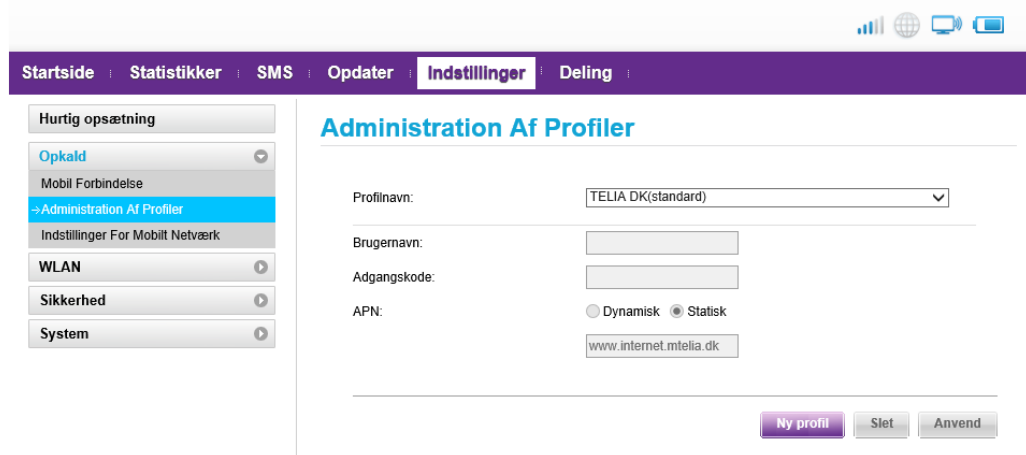 Startside Statistikker SMS Opdater Indstillinger Deling
Hurtig opsætning
Opkald
Mobil Forbindelse
→Administration Af Profiler
Indstillinger For Mobilt Netværk
WLAN
Sikkerhed
System
Administration Af Profiler
Profilnavn: TELIA DK(standard)
Brugernavn:
Adgangskode:
APN: Dynamisk Statisk
www.internet.mtelia.dk
Ny profil Slet Anvend